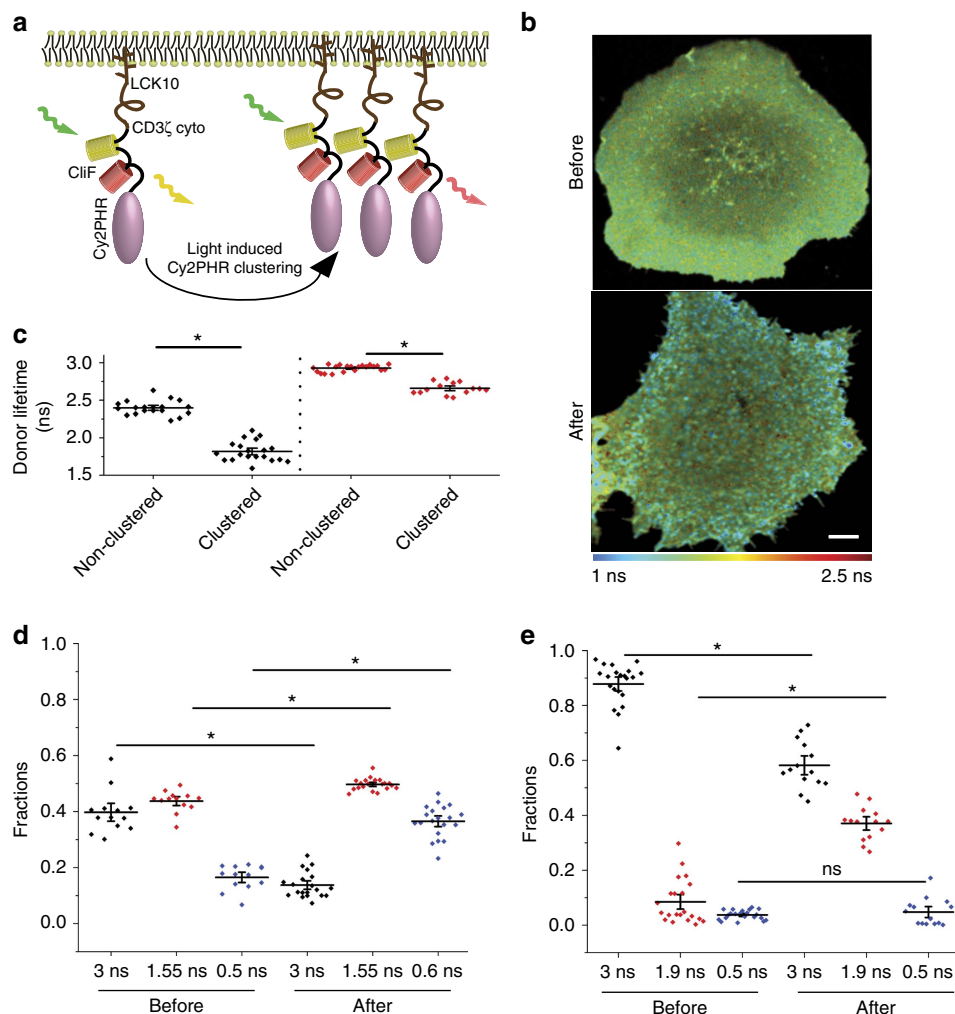 a
LCK10
CD3ζ cyto
CliF
Cy2PHR
Light induced
Cy2PHR clustering
b
Before
After
1 ns
2.5 ns
c
Donor lifetime
(ns)
3.0
2.5
2.0
1.5
*
*
Non-clustered
Clustered
Non-clustered
Clustered
d
Fractions
1.0
0.8
0.6
0.4
0.2
0.0
*
*
*
3 ns
1.55 ns
0.5 ns
3 ns
1.55 ns
0.6 ns
Before
After
e
Fractions
1.0
0.8
0.6
0.4
0.2
0.0
*
*
ns
3 ns
1.9 ns
0.5 ns
3 ns
1.9 ns
0.5 ns
Before
After